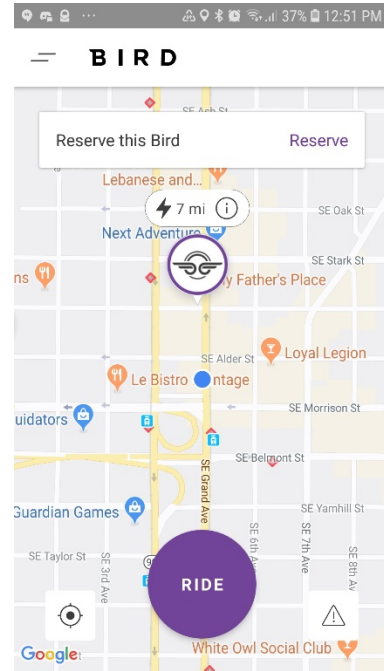 37% 12:51 PM
BIRD
SE Ash St
Reserve this Bird Reserve
Lebanese and...
7 mi
SE Oak St
Next Adventure
SE Stark St
ns
y Father's Place
SE Alder St
Loyal Legion
Le Bistro
ntage
SE Morrison St
uidators
SE Belmont St
SE Grand Ave
Guardian Games
SE Yamhill St
SE Taylor St
SE 3rd Ave
SE 6th A
SE 7th Ave
SE 8th Av
RIDE
Google
White Owl Social Club